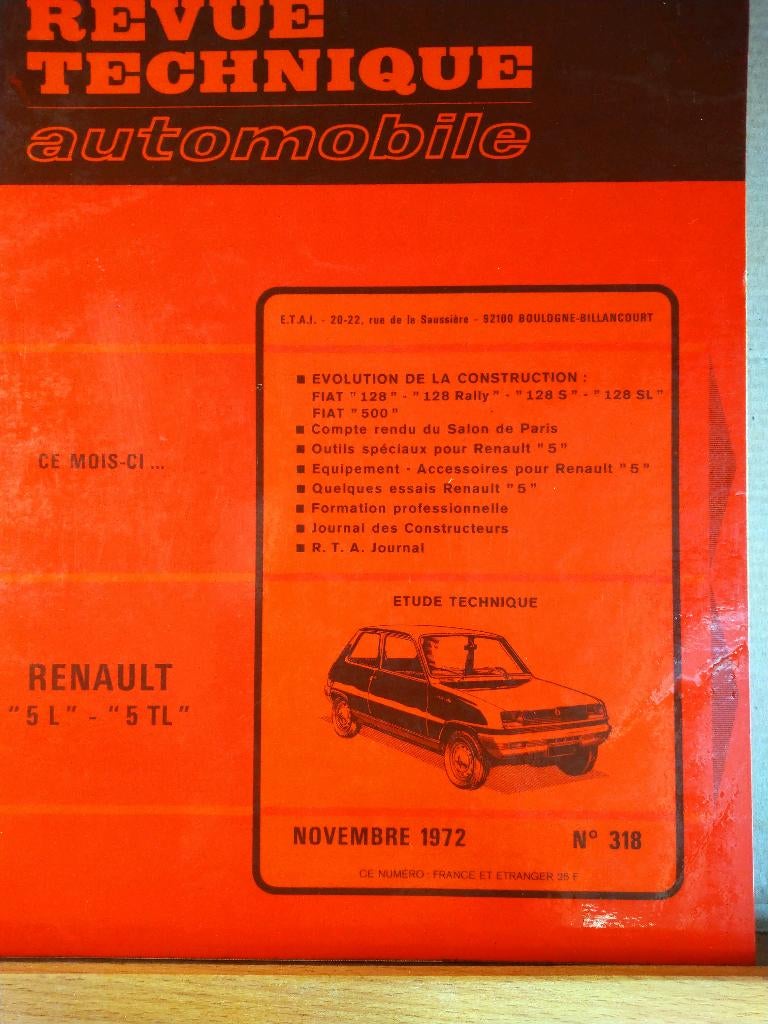 REVUE
TECHNIQUE
automobile
E.T.A.I. - 20-22, rue de la Saussière - 92100 BOULOGNE-BILLANCOURT
■ EVOLUTION DE LA CONSTRUCTION :
FIAT "128" - "128 Rally" - "128 S" - "128 SL"
FIAT "500"
■ Compte rendu du Salon de Paris
■ Outils spéciaux pour Renault "5"
■ Equipement - Accessoires pour Renault "5"
■ Quelques essais Renault "5"
■ Formation professionnelle
■ Journal des Constructeurs
■ R. T. A. Journal
CE MOIS-CI ...
ETUDE TECHNIQUE
RENAULT
"5 L" - "5 TL"
NOVEMBRE 1972 N° 318
CE NUMÉRO : FRANCE ET ETRANGER 25 F